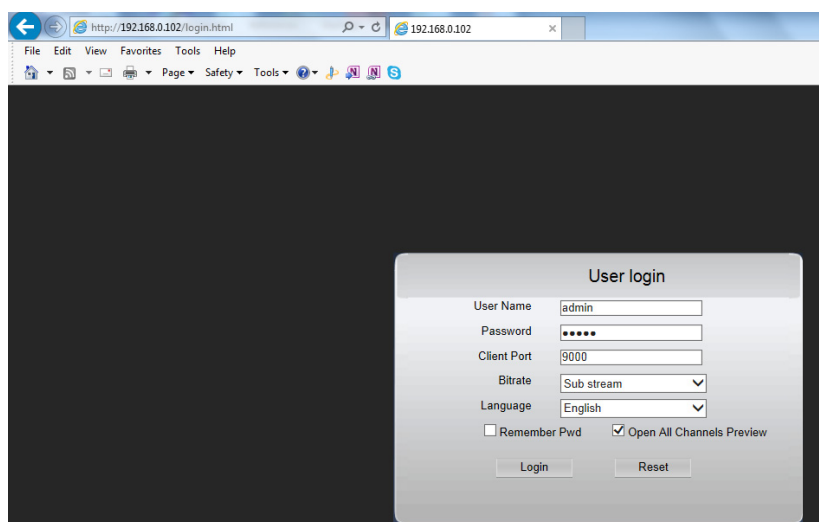 http://192.168.0.102/login.html
192.168.0.102
File Edit View Favorites Tools Help
Page Safety Tools
User login
User Name admin
Password •••••
Client Port 9000
Bitrate Sub stream
Language English
Remember Pwd Open All Channels Preview
Login Reset